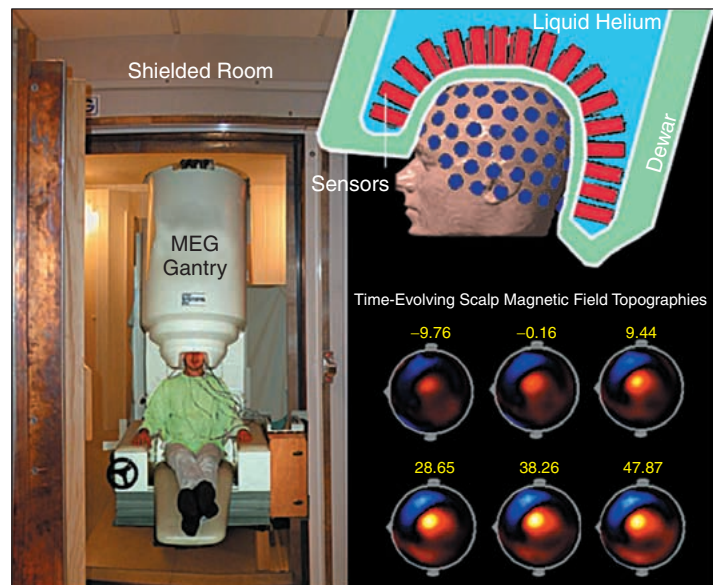 Shielded Room
MEG
Gantry
Liquid Helium
Sensors
Dewar
Time-Evolving Scalp Magnetic Field Topographies
−9.76 −0.16 9.44
28.65 38.26 47.87